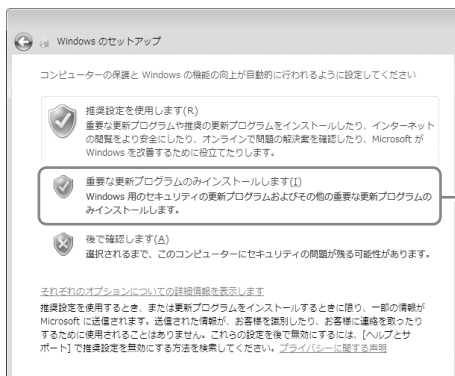 Windows のセットアップ
コンピューターの保護と Windows の機能の向上が自動的に行われるように設定してください
推奨設定を使用します(R)
重要な更新プログラムや推奨の更新プログラムをインストールしたり、インターネット
の閲覧をより安全にしたり、オンラインで問題の解決策を確認したり、Microsoft が
Windows を改善するために役立てたりします。
重要な更新プログラムのみインストールします(I)
Windows 用のセキュリティの更新プログラムおよびその他の重要な更新プログラムの
みインストールします。
後で確認します(A)
選択されるまで、このコンピューターにセキュリティの問題が残る可能性があります。
それぞれのオプションについての詳細情報を表示します
推奨設定を使用するとき、または更新プログラムをインストールするときに限り、一部の情報が
Microsoft に送信されます。送信された情報が、お客様を識別したり、お客様に連絡を取ったり
するために使用されることはありません。これらの設定を後で無効にするには、[ヘルプとサ
ポート] で推奨設定を無効にする方法を検索してください。プライバシーに関する声明